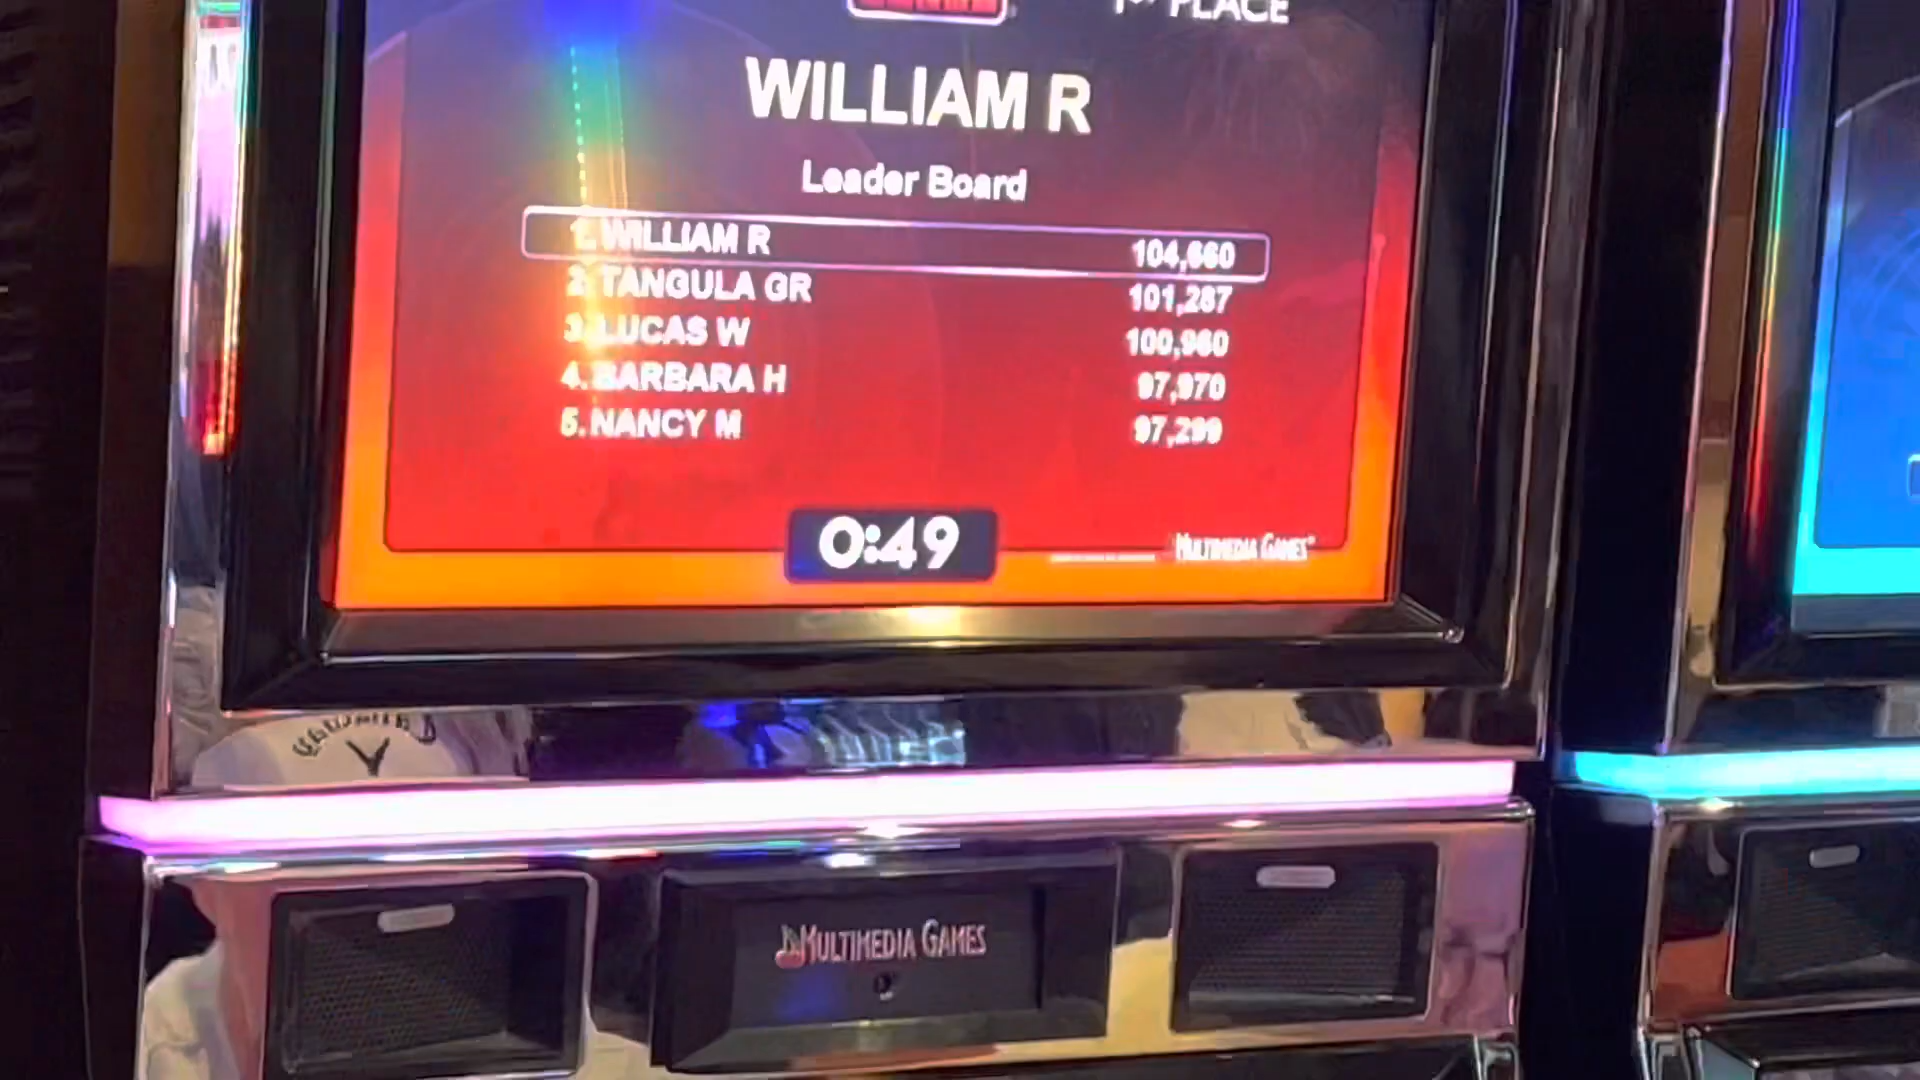 PLACE
WILLIAM R
Leader Board
1. WILLIAM R 104,660
2. TANGULA GR 101,287
3. LUCAS W 100,960
4. BARBARA H 97,970
5. NANCY M 97,299
0:49
MULTIMEDIA GAMES
MULTIMEDIA GAMES